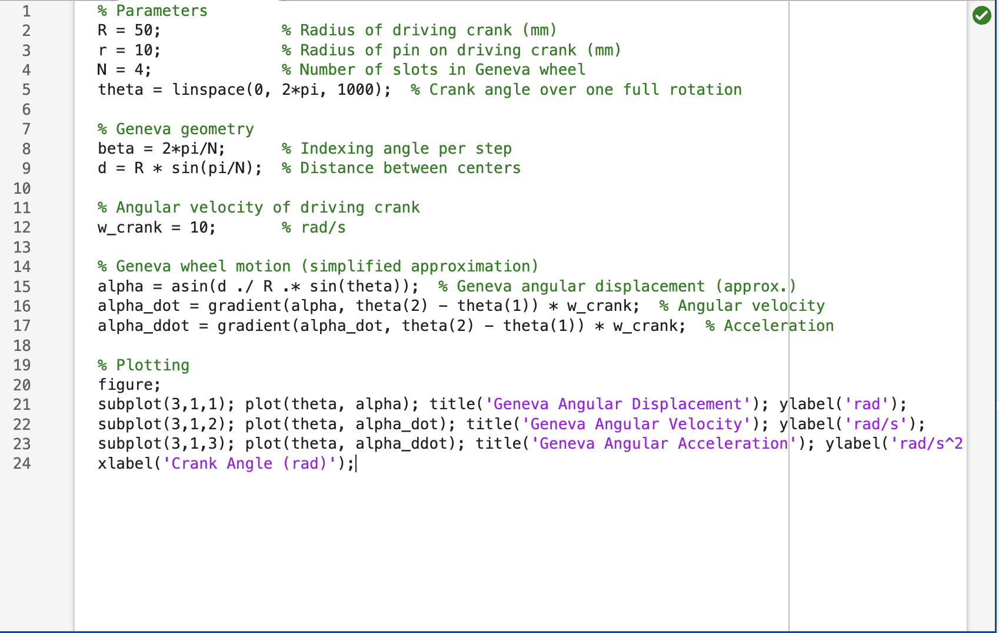 1 % Parameters
2 R = 50; % Radius of driving crank (mm)
3 r = 10; % Radius of pin on driving crank (mm)
4 N = 4; % Number of slots in Geneva wheel
5 theta = linspace(0, 2*pi, 1000); % Crank angle over one full rotation
6
7 % Geneva geometry
8 beta = 2*pi/N; % Indexing angle per step
9 d = R * sin(pi/N); % Distance between centers
10
11 % Angular velocity of driving crank
12 w_crank = 10; % rad/s
13
14 % Geneva wheel motion (simplified approximation)
15 alpha = asin(d ./ R .* sin(theta)); % Geneva angular displacement (approx.)
16 alpha_dot = gradient(alpha, theta(2) - theta(1)) * w_crank; % Angular velocity
17 alpha_ddot = gradient(alpha_dot, theta(2) - theta(1)) * w_crank; % Acceleration
18
19 % Plotting
20 figure;
21 subplot(3,1,1); plot(theta, alpha); title('Geneva Angular Displacement'); ylabel('rad');
22 subplot(3,1,2); plot(theta, alpha_dot); title('Geneva Angular Velocity'); ylabel('rad/s');
23 subplot(3,1,3); plot(theta, alpha_ddot); title('Geneva Angular Acceleration'); ylabel('rad/s^2
24 xlabel('Crank Angle (rad)');